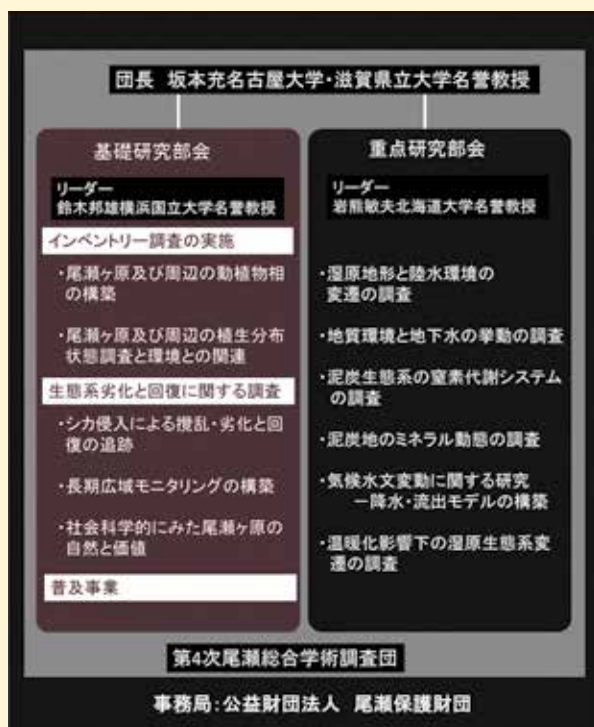 団長 坂本充名古屋大学・滋賀県立大学名誉教授
基礎研究部会
リーダー
鈴木邦雄横浜国立大学名誉教授
インベントリー調査の実施
・尾瀬ヶ原及び周辺の動植物相
の構築
・尾瀬ヶ原及び周辺の植生分布
状態調査と環境との関連
生態系劣化と回復に関する調査
・シカ侵入による攪乱・劣化と回
復の追跡
・長期広域モニタリングの構築
・社会科学的にみた尾瀬ヶ原の
自然と価値
普及事業
重点研究部会
リーダー
岩熊敏夫北海道大学名誉教授
・湿原地形と陸水環境の
変遷の調査
・地質環境と地下水の挙動の調査
・泥炭生態系の窒素代謝システム
の調査
・泥炭地のミネラル動態の調査
・気候水文変動に関する研究
－降水・流出モデルの構築
・温暖化影響下の湿原生態系変
遷の調査
第4次尾瀬総合学術調査団
事務局：公益財団法人 尾瀬保護財団